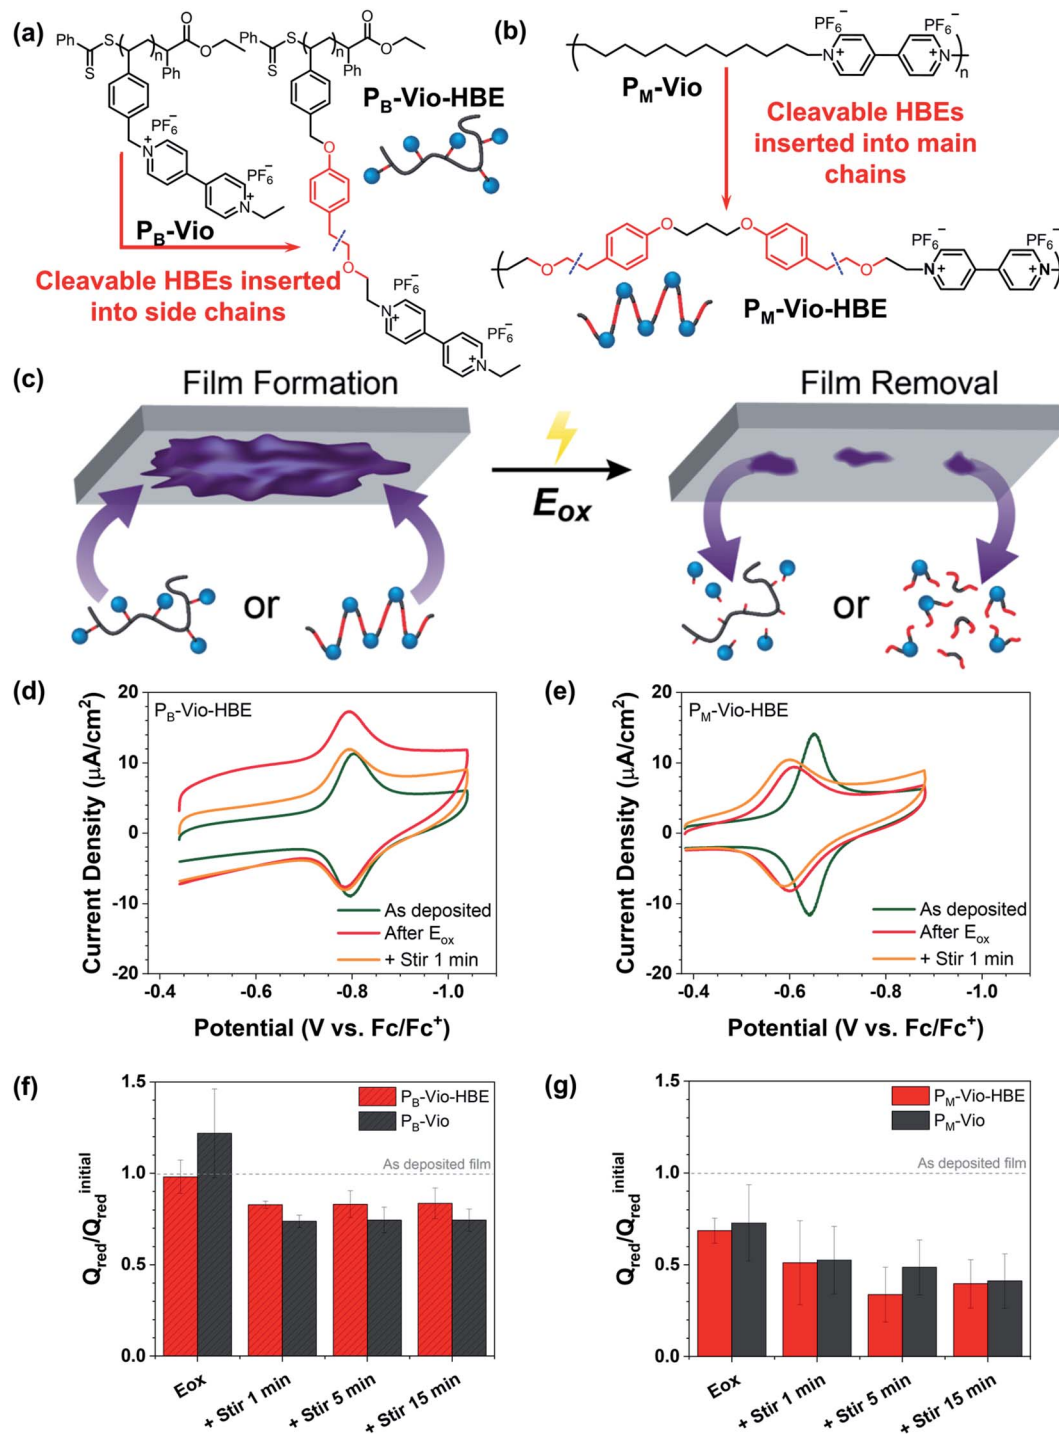 (a)
Ph
S
S
n
Ph
O
O
PF6−
N+
PF6−
N+
PB-Vio
Cleavable HBEs inserted
into side chains
Ph
S
S
n
Ph
O
O
PB-Vio-HBE
O
O
PF6−
N+
PF6−
N+
(b)
PF6−
PF6−
N+
N+
n
PM-Vio
Cleavable HBEs
inserted into main
chains
O
O
O
O
PF6−
PF6−
N+
N+
n
PM-Vio-HBE
(c)
Film Formation
Film Removal
Eox
or
or
(d)
PB-Vio-HBE
Current Density (μA/cm2)
20
10
0
-10
-20
As deposited
After Eox
+ Stir 1 min
-0.4
-0.6
-0.8
-1.0
Potential (V vs. Fc/Fc+)
(e)
PM-Vio-HBE
Current Density (μA/cm2)
20
10
0
-10
-20
As deposited
After Eox
+ Stir 1 min
-0.4
-0.6
-0.8
-1.0
Potential (V vs. Fc/Fc+)
(f)
Qred/Qredinitial
1.5
1.0
0.5
0.0
PB-Vio-HBE
PB-Vio
As deposited film
Eox
+ Stir 1 min
+ Stir 5 min
+ Stir 15 min
(g)
Qred/Qredinitial
1.5
1.0
0.5
0.0
PM-Vio-HBE
PM-Vio
As deposited film
Eox
+ Stir 1 min
+ Stir 5 min
+ Stir 15 min